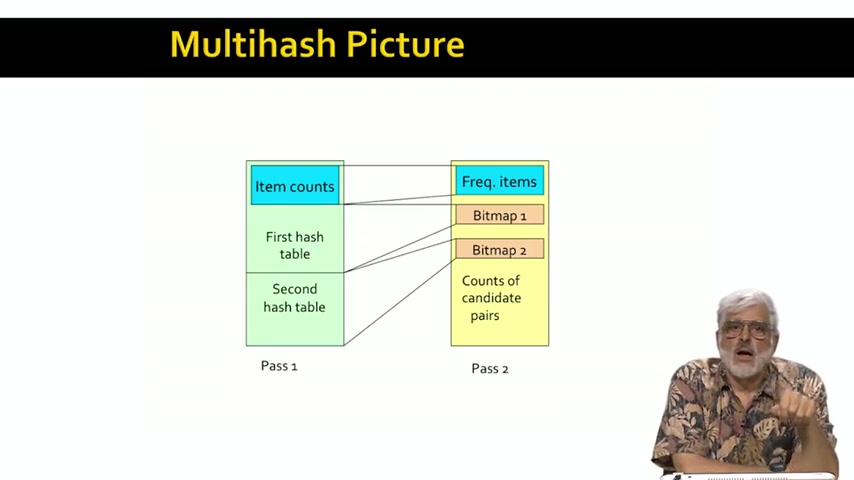 Multihash Picture
Item counts
First hash
table
Second
hash table
Pass 1
Freq. items
Bitmap 1
Bitmap 2
Counts of
candidate
pairs
Pass 2